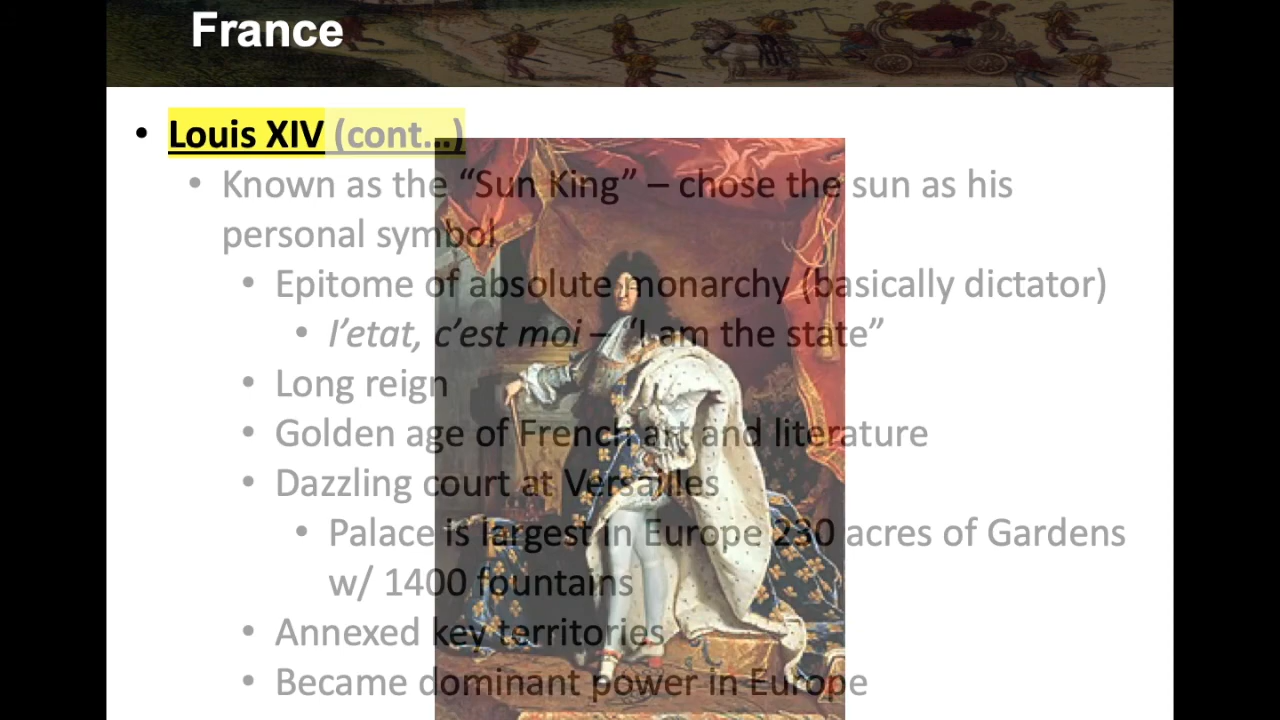 France
• Louis XIV (cont…)
• Known as the “Sun King” – chose the sun as his
personal symbol
• Epitome of absolute monarchy (basically dictator)
• l’etat, c’est moi – “I am the state”
• Long reign
• Golden age of French art and literature
• Dazzling court at Versailles
• Palace is largest in Europe 230 acres of Gardens
w/ 1400 fountains
• Annexed key territories
• Became dominant power in Europe